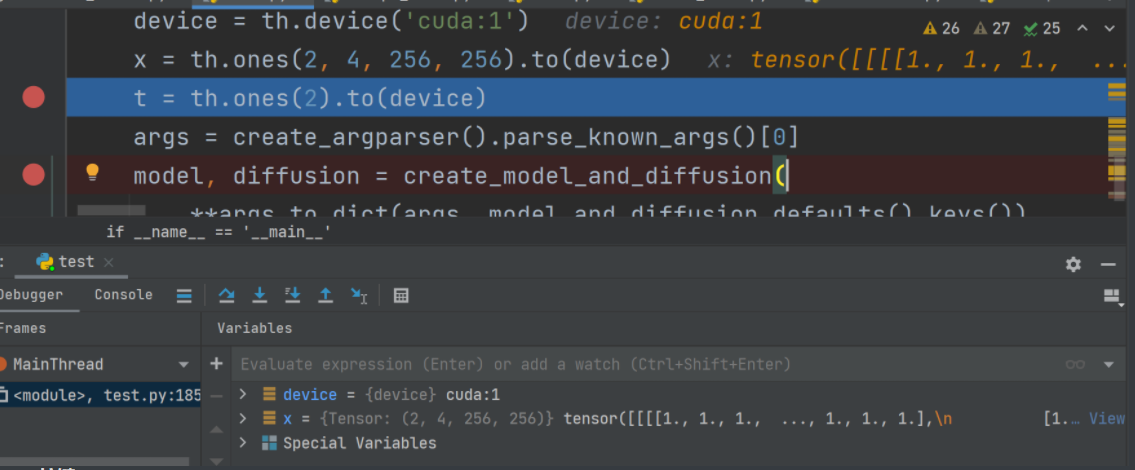 device = th.device('cuda:1')   device: cuda:1
26 27 25
x = th.ones(2, 4, 256, 256).to(device)   x: tensor([[[[1., 1., 1.,  ...
t = th.ones(2).to(device)
args = create_argparser().parse_known_args()[0]
model, diffusion = create_model_and_diffusion(
**args_to_dict(args, model_and_diffusion_defaults().keys())
if __name__ == '__main__'
: test ×
Debugger Console
Frames Variables
MainThread
Evaluate expression (Enter) or add a watch (Ctrl+Shift+Enter)
<module>, test.py:185
device = {device} cuda:1
x = {Tensor: (2, 4, 256, 256)} tensor([[[[1., 1., 1.,  ..., 1., 1., 1.],\n [1.… View
Special Variables